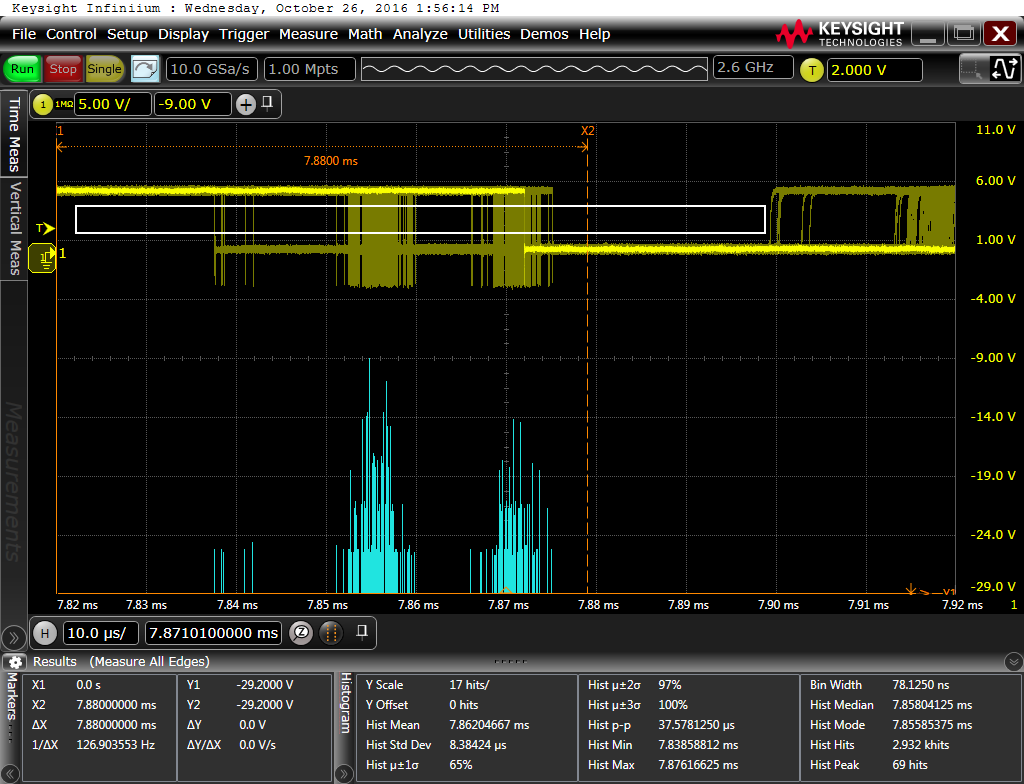 Keysight Infiniium : Wednesday, October 26, 2016 1:56:14 PM
File Control Setup Display Trigger Measure Math Analyze Utilities Demos Help
KEYSIGHT
TECHNOLOGIES
Run Stop Single 10.0 GSa/s 1.00 Mpts 2.6 GHz T 2.000 V
1 1MΩ 5.00 V/ -9.00 V
Time Meas
Vertical Meas
Measurements
1 X2 11.0 V
7.8800 ms
6.00 V
T
1.00 V
1 1
-4.00 V
-9.00 V
-14.0 V
-19.0 V
-24.0 V
-29.0 V
Y1
7.82 ms 7.83 ms 7.84 ms 7.85 ms 7.86 ms 7.87 ms 7.88 ms 7.89 ms 7.90 ms 7.91 ms 7.92 ms 1
H 10.0 µs/ 7.8710100000 ms
Results (Measure All Edges)
Markers
X1 0.0 s
X2 7.88000000 ms
ΔX 7.88000000 ms
1/ΔX 126.903553 Hz
Y1 -29.2000 V
Y2 -29.2000 V
ΔY 0.0 V
ΔY/ΔX 0.0 V/s
Histogram
Y Scale 17 hits/
Y Offset 0 hits
Hist Mean 7.86204667 ms
Hist Std Dev 8.38424 µs
Hist µ±1σ 65%
Hist µ±2σ 97%
Hist µ±3σ 100%
Hist p-p 37.5781250 µs
Hist Min 7.83858812 ms
Hist Max 7.87616625 ms
Bin Width 78.1250 ns
Hist Median 7.85804125 ms
Hist Mode 7.85585375 ms
Hist Hits 2.932 khits
Hist Peak 69 hits